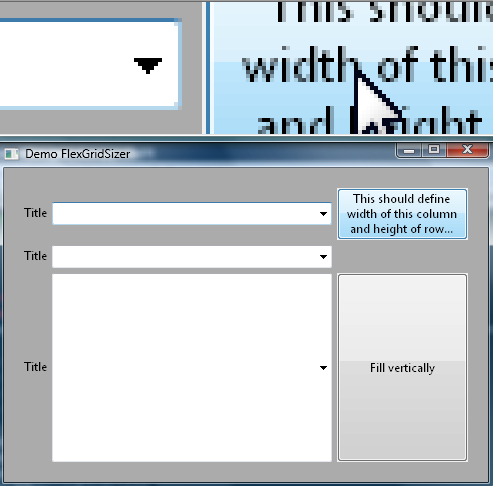 This should
width of this
and height
Demo FlexGridSizer
Title
This should define
width of this column
and height of row...
Title
Title
Fill vertically